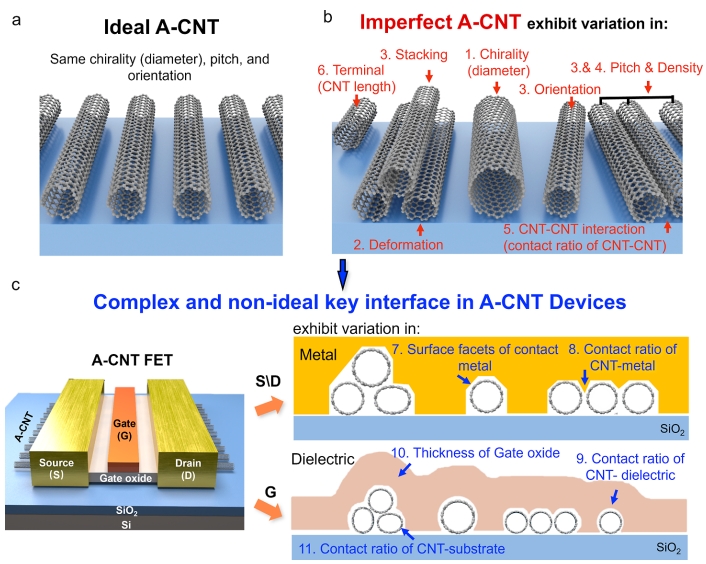 a
Ideal A-CNT
Same chirality (diameter), pitch, and
orientation
b
Imperfect A-CNT exhibit variation in:
3. Stacking
1. Chirality
(diameter)
3.& 4. Pitch & Density
6. Terminal
(CNT length)
3. Orientation
2. Deformation
5. CNT-CNT interaction
(contact ratio of CNT-CNT)
c
Complex and non-ideal key interface in A-CNT Devices
A-CNT FET
A-CNT
Gate
(G)
Source
(S)
Drain
(D)
Gate oxide
SiO2
Si
S\D
G
exhibit variation in:
Metal
7. Surface facets of contact
metal
8. Contact ratio of
CNT-metal
SiO2
Dielectric
10. Thickness of Gate oxide
9. Contact ratio of
CNT- dielectric
11. Contact ratio of CNT-substrate
SiO2